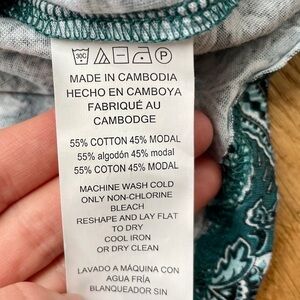 30C P
MADE IN CAMBODIA
HECHO EN CAMBOYA
FABRIQUÉ AU
CAMBODGE
55% COTTON 45% MODAL
55% algodón 45% modal
55% COTON 45% MODAL
MACHINE WASH COLD
ONLY NON-CHLORINE
BLEACH
RESHAPE AND LAY FLAT
TO DRY
COOL IRON
OR DRY CLEAN
LAVADO A MÁQUINA CON
AGUA FRÍA
BLANQUEADOR SIN